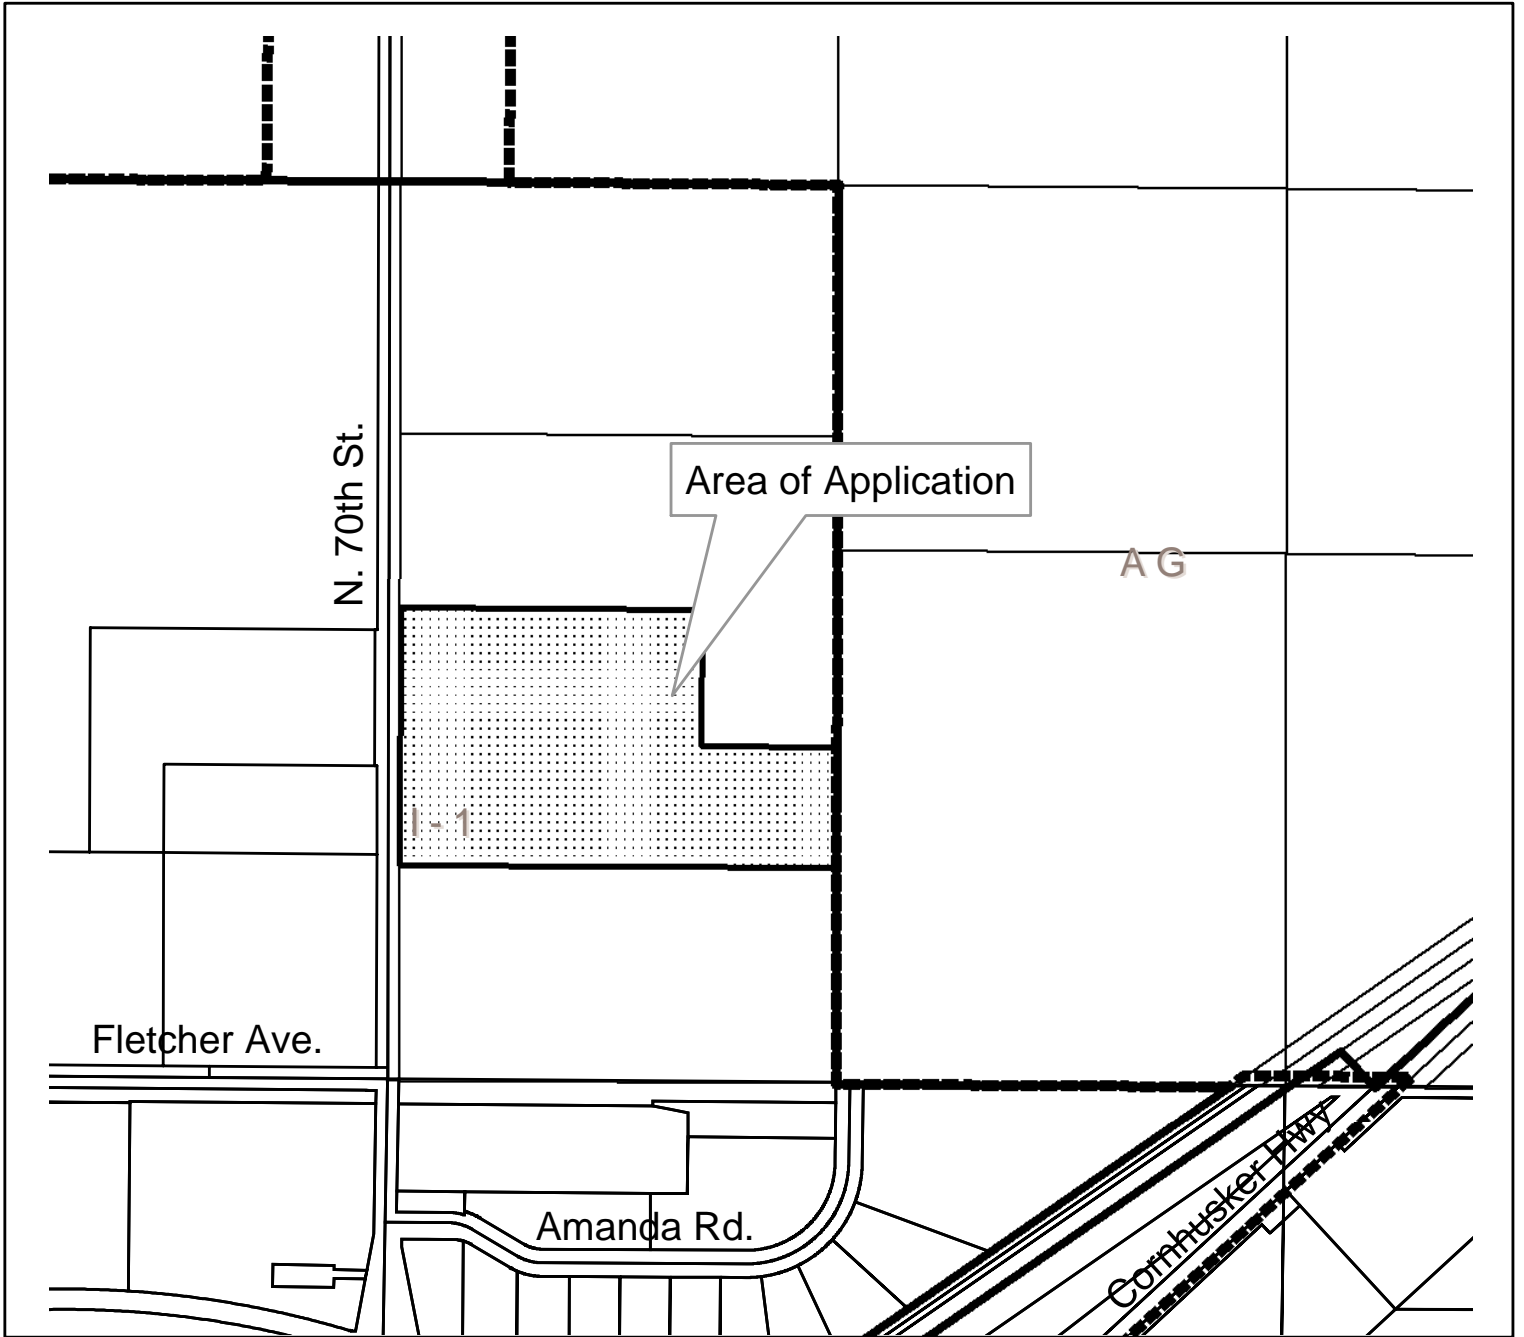 N. 70th St.
Area of Application
A G
I - 1
Fletcher Ave.
Amanda Rd.
Cornhusker Hwy